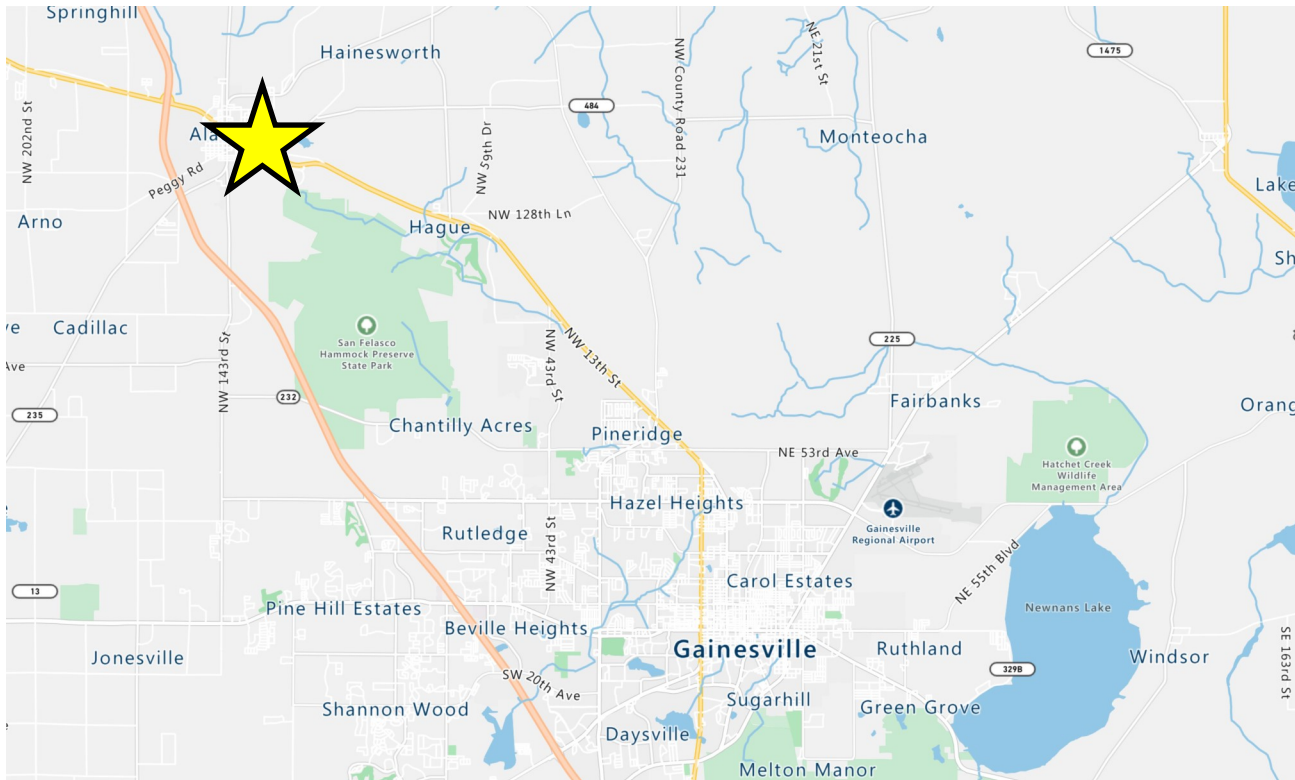 Springhill
Hainesworth
1475
NE 21st St
NW County Road 231
NW 202nd St
484
Monteocha
NW 59th Dr
Peggy Rd
Lake
Arno
NW 128th Ln
Hague
Sh
Cadillac
San Felasco
Hammock Preserve
State Park
NW 143rd St
NW 43rd St
NW 13th St
225
232
235
Fairbanks
Orang
Chantilly Acres
Pineridge
NE 53rd Ave
Hatchet Creek
Wildlife
Management Area
Hazel Heights
Rutledge
NW 43rd St
Gainesville
Regional Airport
NE 55th Blvd
13
Carol Estates
Pine Hill Estates
Newnans Lake
Beville Heights
Gainesville
Ruthland
Jonesville
Windsor
SE 163rd St
329B
SW 20th Ave
Sugarhill
Shannon Wood
Green Grove
Daysville
Melton Manor